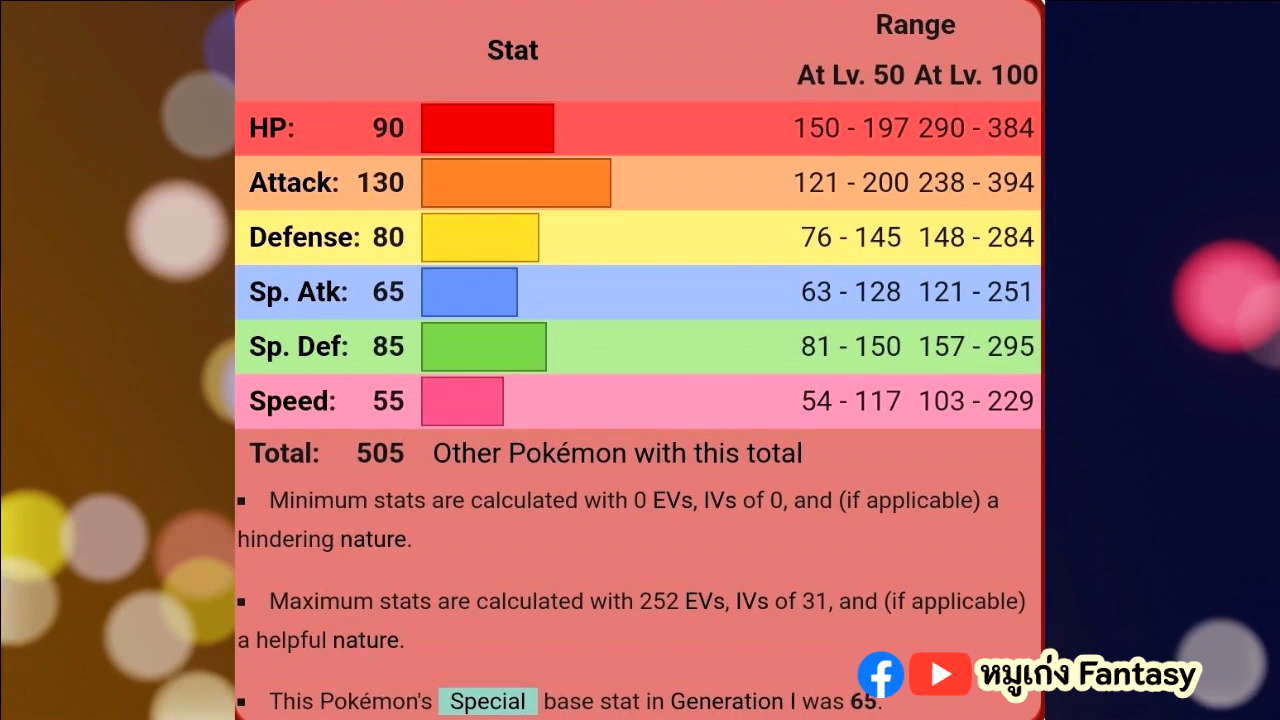 Stat
Range
At Lv. 50 At Lv. 100
HP: 90 150 - 197 290 - 384
Attack: 130 121 - 200 238 - 394
Defense: 80 76 - 145 148 - 284
Sp. Atk: 65 63 - 128 121 - 251
Sp. Def: 85 81 - 150 157 - 295
Speed: 55 54 - 117 103 - 229
Total: 505 Other Pokémon with this total
▪ Minimum stats are calculated with 0 EVs, IVs of 0, and (if applicable) a
hindering nature.
▪ Maximum stats are calculated with 252 EVs, IVs of 31, and (if applicable)
a helpful nature.
▪ This Pokémon's Special base stat in Generation I was 65.
หมูเก่ง Fantasy